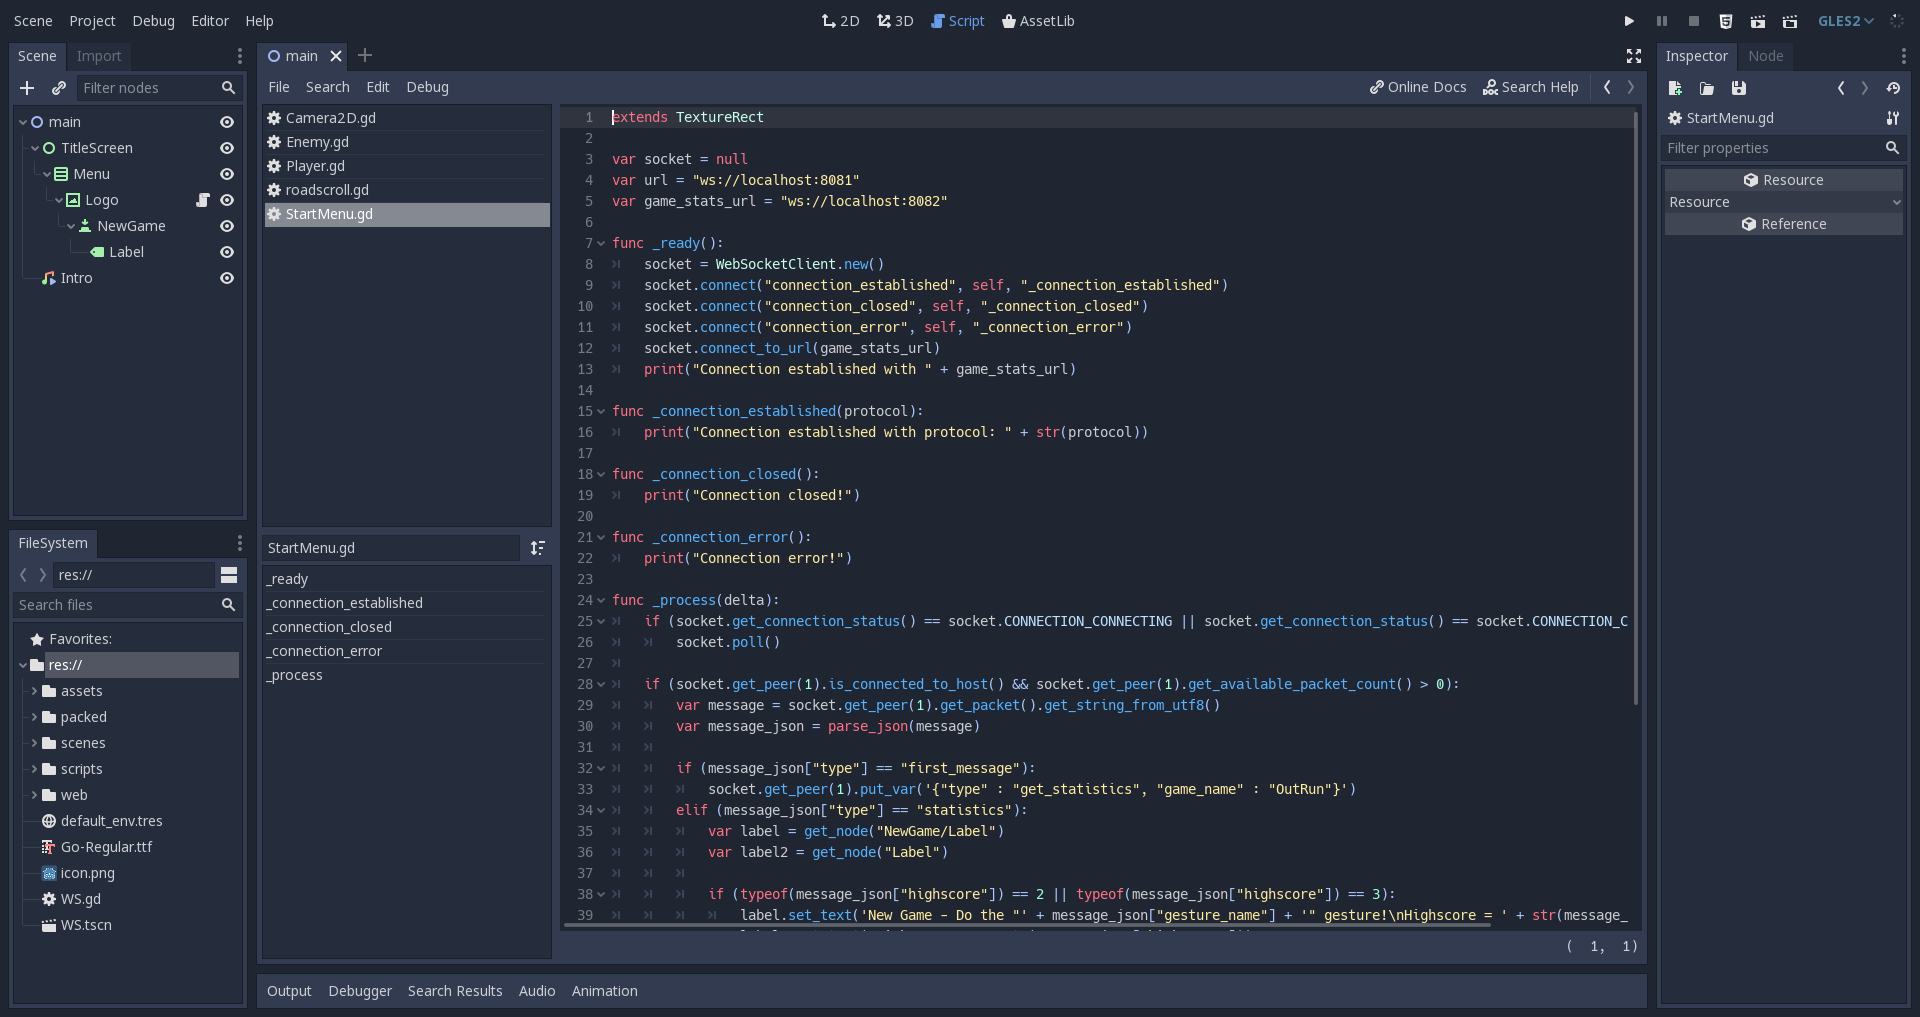 Scene Project Debug Editor Help
2D 3D Script AssetLib
GLES2
Scene Import
Filter nodes
main
TitleScreen
Menu
Logo
NewGame
Label
Intro
FileSystem
res://
Search files
Favorites:
res://
assets
packed
scenes
scripts
web
default_env.tres
Go-Regular.ttf
icon.png
WS.gd
WS.tscn
main
File Search Edit Debug
Online Docs Search Help
Camera2D.gd
Enemy.gd
Player.gd
roadscroll.gd
StartMenu.gd
StartMenu.gd
_ready
_connection_established
_connection_closed
_connection_error
_process
1 extends TextureRect
2
3 var socket = null
4 var url = "ws://localhost:8081"
5 var game_stats_url = "ws://localhost:8082"
6
7 func _ready():
8 socket = WebSocketClient.new()
9 socket.connect("connection_established", self, "_connection_established")
10 socket.connect("connection_closed", self, "_connection_closed")
11 socket.connect("connection_error", self, "_connection_error")
12 socket.connect_to_url(game_stats_url)
13 print("Connection established with " + game_stats_url)
14
15 func _connection_established(protocol):
16 print("Connection established with protocol: " + str(protocol))
17
18 func _connection_closed():
19 print("Connection closed!")
20
21 func _connection_error():
22 print("Connection error!")
23
24 func _process(delta):
25 if (socket.get_connection_status() == socket.CONNECTION_CONNECTING || socket.get_connection_status() == socket.CONNECTION_C
26 socket.poll()
27
28 if (socket.get_peer(1).is_connected_to_host() && socket.get_peer(1).get_available_packet_count() > 0):
29 var message = socket.get_peer(1).get_packet().get_string_from_utf8()
30 var message_json = parse_json(message)
31
32 if (message_json["type"] == "first_message"):
33 socket.get_peer(1).put_var('{"type" : "get_statistics", "game_name" : "OutRun"}')
34 elif (message_json["type"] == "statistics"):
35 var label = get_node("NewGame/Label")
36 var label2 = get_node("Label")
37
38 if (typeof(message_json["highscore"]) == 2 || typeof(message_json["highscore"]) == 3):
39 label.set_text('New Game - Do the "' + message_json["gesture_name"] + '" gesture!\nHighscore = ' + str(message_
( 1, 1)
Output Debugger Search Results Audio Animation
Inspector Node
StartMenu.gd
Filter properties
Resource
Resource
Reference